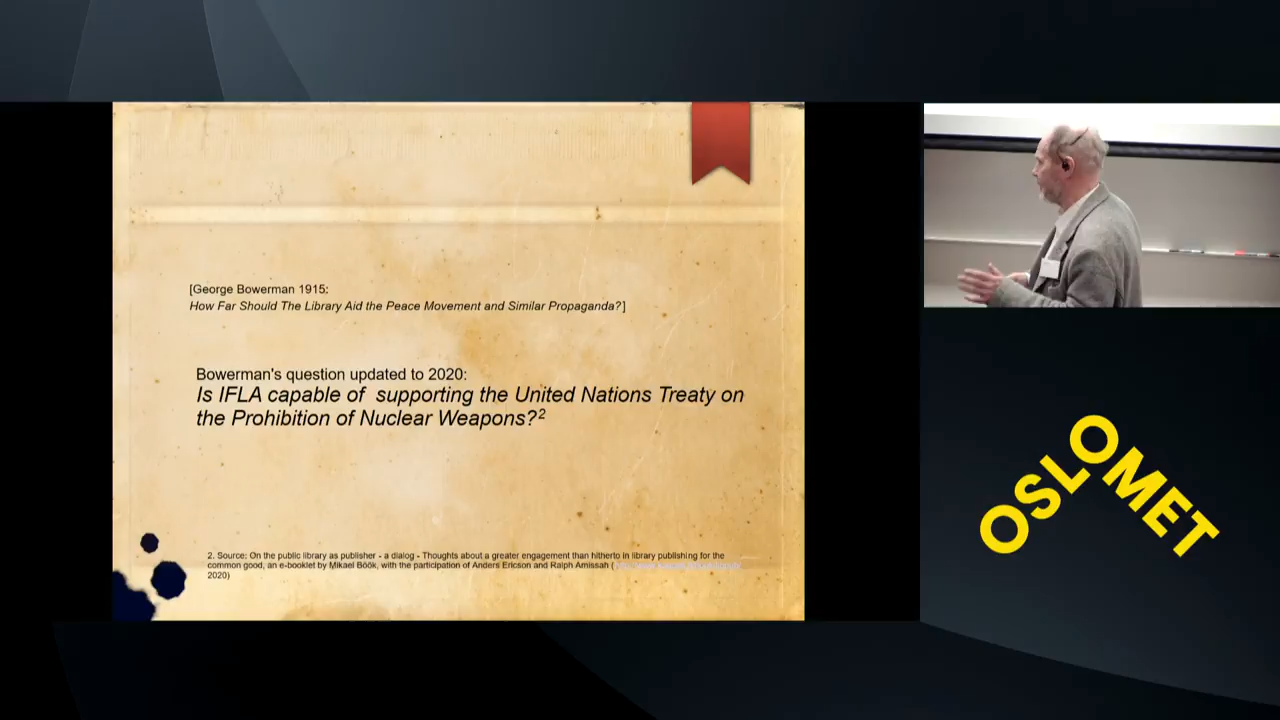 [George Bowerman 1915:
How Far Should The Library Aid the Peace Movement and Similar Propaganda?]
Bowerman's question updated to 2020:
Is IFLA capable of supporting the United Nations Treaty on
the Prohibition of Nuclear Weapons?2
2. Source: On the public library as publisher - a dialog - Thoughts about a greater engagement than hitherto in library publishing for the
common good, an e-booklet by Mikael Böök, with the participation of Anders Ericson and Ralph Amissah (
2020)
OSLOMET